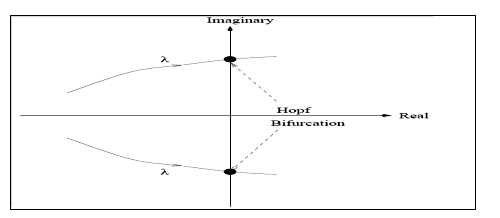 Imaginary
λ
Hopf
Real
Bifurcation
λ